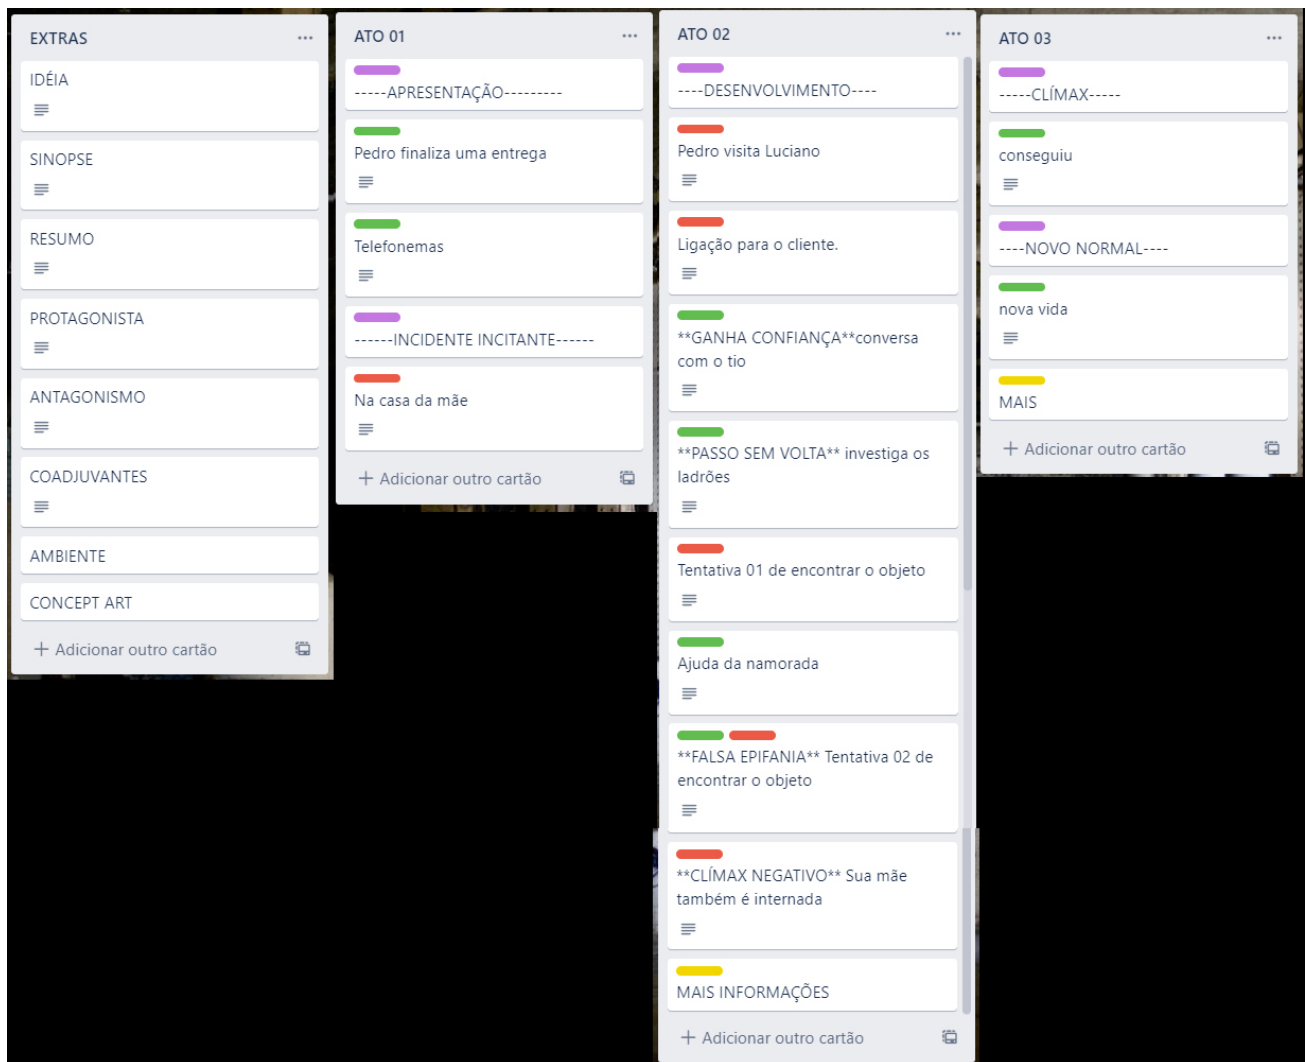 EXTRAS
IDÉIA
SINOPSE
RESUMO
PROTAGONISTA
ANTAGONISMO
COADJUVANTES
AMBIENTE
CONCEPT ART
+ Adicionar outro cartão
ATO 01
-----APRESENTAÇÃO---------
Pedro finaliza uma entrega
Telefonemas
------INCIDENTE INCITANTE------
Na casa da mãe
+ Adicionar outro cartão
ATO 02
----DESENVOLVIMENTO----
Pedro visita Luciano
Ligação para o cliente.
**GANHA CONFIANÇA**conversa
com o tio
**PASSO SEM VOLTA** investiga os
ladrões
Tentativa 01 de encontrar o objeto
Ajuda da namorada
**FALSA EPIFANIA** Tentativa 02 de
encontrar o objeto
**CLÍMAX NEGATIVO** Sua mãe
também é internada
MAIS INFORMAÇÕES
+ Adicionar outro cartão
ATO 03
-----CLÍMAX-----
conseguiu
----NOVO NORMAL----
nova vida
MAIS
+ Adicionar outro cartão